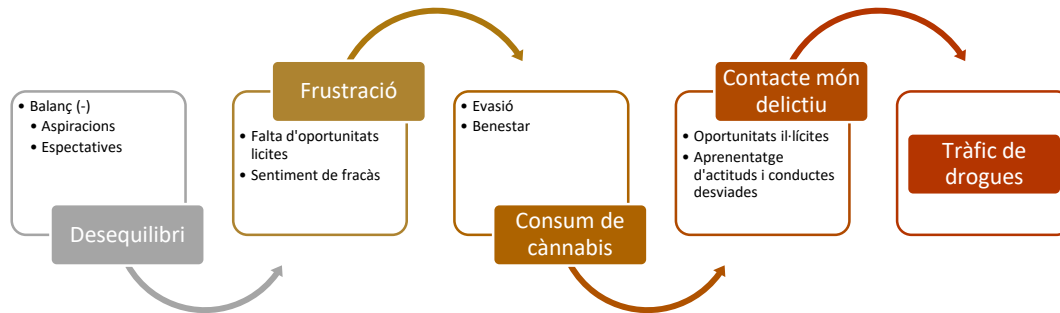 Balanç (-)
Aspiracions
Espectatives
Desequilibri
Frustració
Falta d'oportunitats
licites
Sentiment de fracàs
Evasió
Benestar
Consum de
cànnabis
Contacte món
delictiu
Oportunitats il·lícites
Aprenentatge
d'actituds i conductes
desviades
Tràfic de
drogues